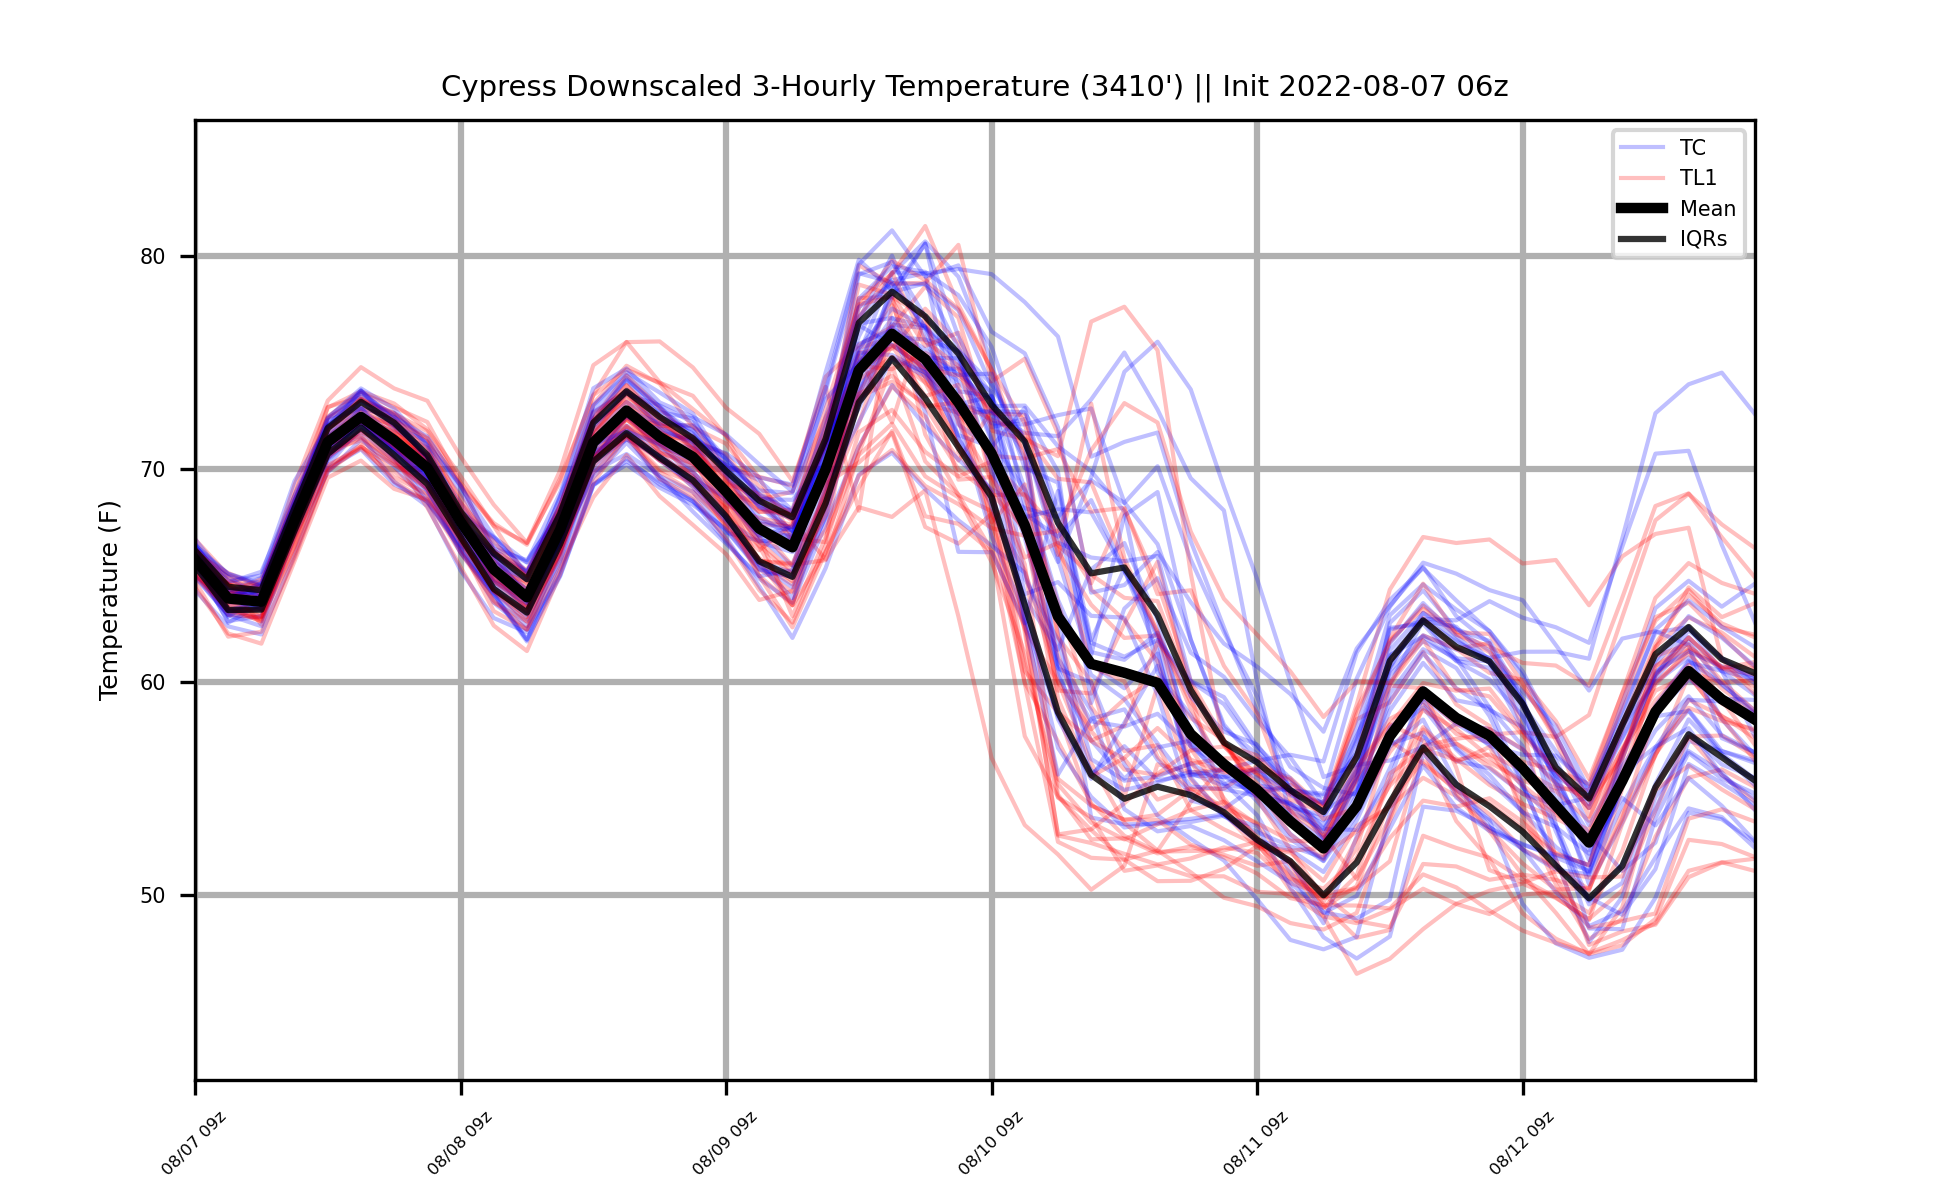 Cypress Downscaled 3-Hourly Temperature (3410') || Init 2022-08-07 06z
TC
TL1
Mean
IQRs
Temperature (F)
80
70
60
50
08/07 09z
08/08 09z
08/09 09z
08/10 09z
08/11 09z
08/12 09z